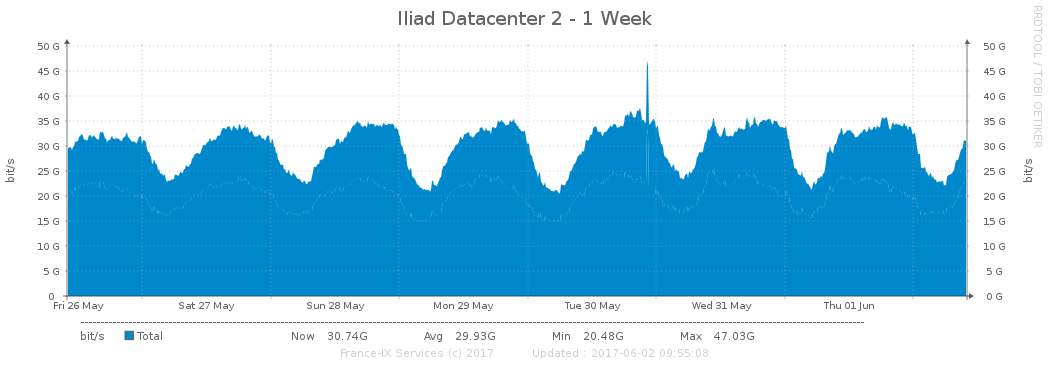 Iliad Datacenter 2 - 1 Week
RRDTOOL / TOBI OETIKER
bit/s
50 G 50 G
45 G 45 G
40 G 40 G
35 G 35 G
30 G 30 G
25 G 25 G
20 G 20 G
15 G 15 G
10 G 10 G
5 G 5 G
0 0 G
bit/s
Fri 26 May Sat 27 May Sun 28 May Mon 29 May Tue 30 May Wed 31 May Thu 01 Jun
bit/s Total Now 30.74G Avg 29.93G Min 20.48G Max 47.03G
France-IX Services (c) 2017 Updated : 2017-06-02 09:55:08